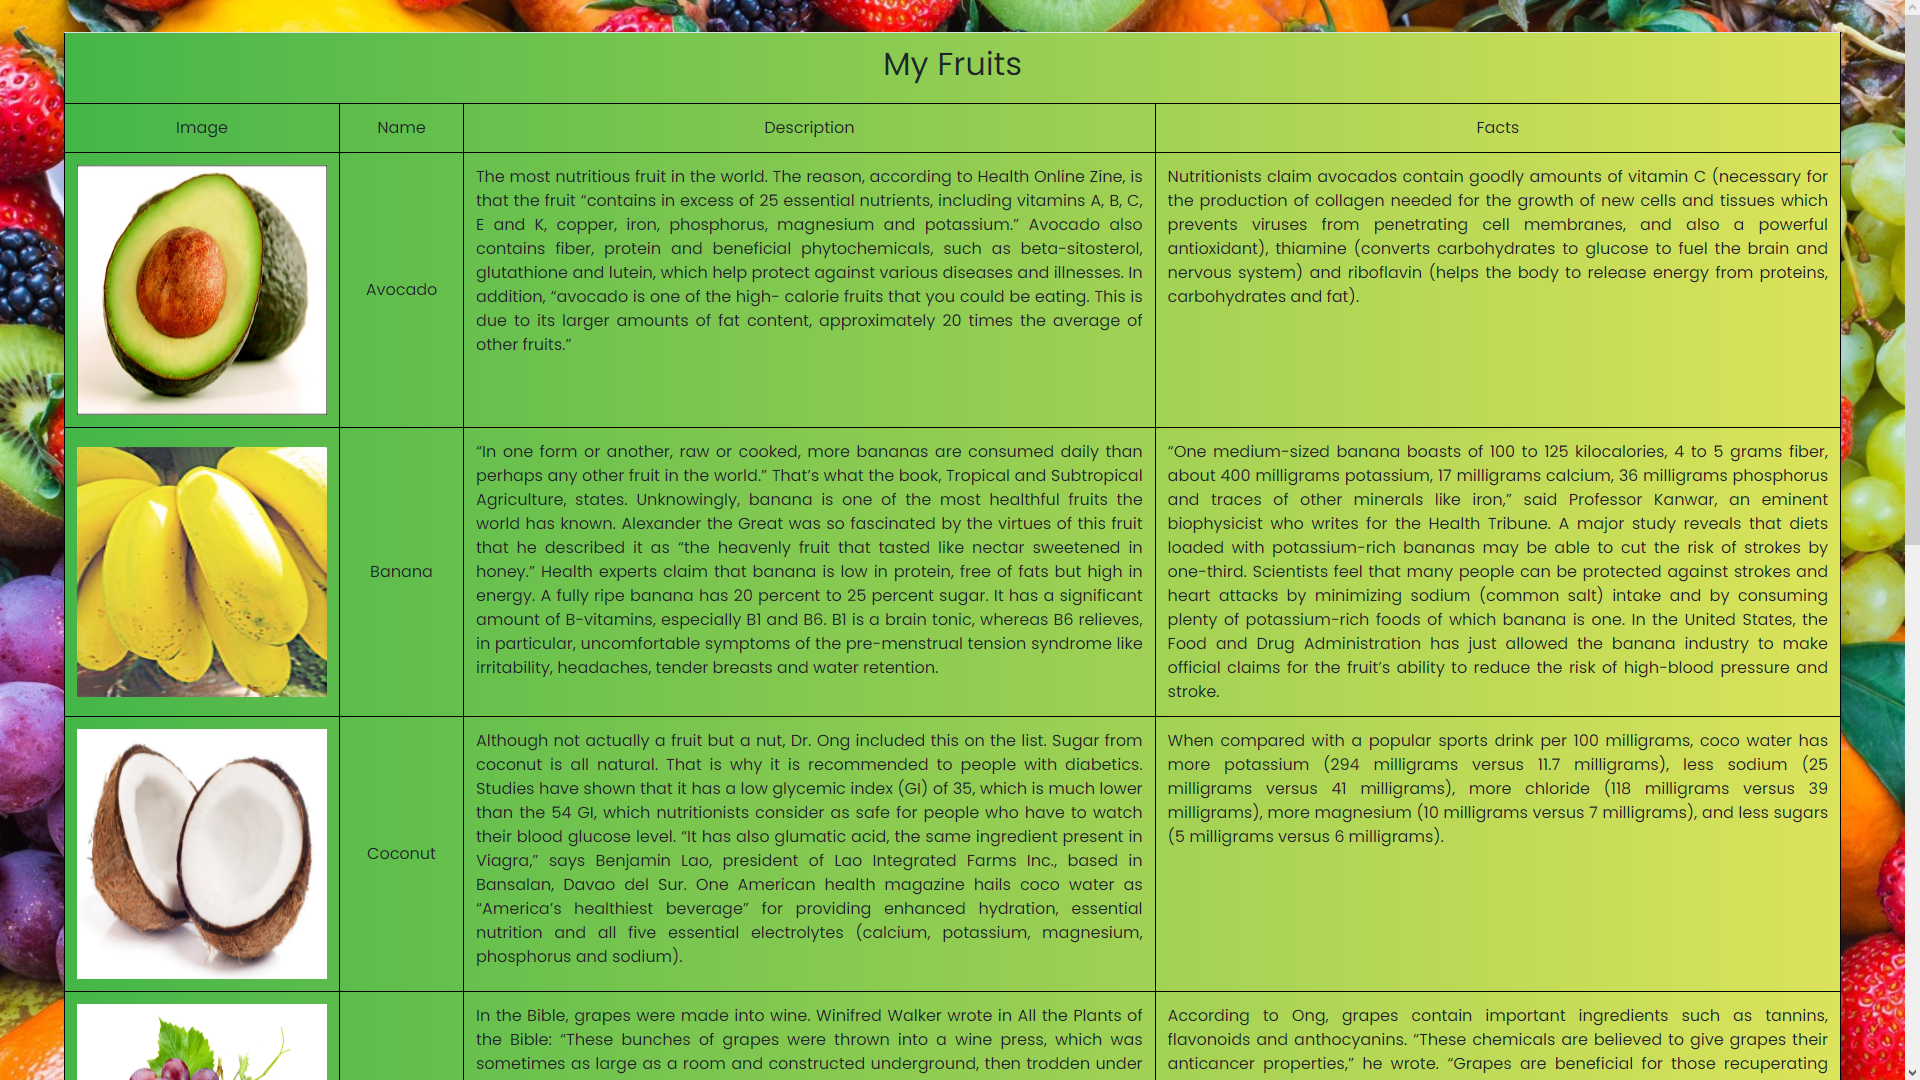 My Fruits
Image
Name
Description
Facts
Avocado
The most nutritious fruit in the world. The reason, according to Health Online Zine, is
that the fruit “contains in excess of 25 essential nutrients, including vitamins A, B, C,
E and K, copper, iron, phosphorus, magnesium and potassium.” Avocado also
contains fiber, protein and beneficial phytochemicals, such as beta-sitosterol,
glutathione and lutein, which help protect against various diseases and illnesses. In
addition, “avocado is one of the high- calorie fruits that you could be eating. This is
due to its larger amounts of fat content, approximately 20 times the average of
other fruits.”
Nutritionists claim avocados contain goodly amounts of vitamin C (necessary for
the production of collagen needed for the growth of new cells and tissues which
prevents viruses from penetrating cell membranes, and also a powerful
antioxidant), thiamine (converts carbohydrates to glucose to fuel the brain and
nervous system) and riboflavin (helps the body to release energy from proteins,
carbohydrates and fat).
Banana
“In one form or another, raw or cooked, more bananas are consumed daily than
perhaps any other fruit in the world.” That’s what the book, Tropical and Subtropical
Agriculture, states. Unknowingly, banana is one of the most healthful fruits the
world has known. Alexander the Great was so fascinated by the virtues of this fruit
that he described it as “the heavenly fruit that tasted like nectar sweetened in
honey.” Health experts claim that banana is low in protein, free of fats but high in
energy. A fully ripe banana has 20 percent to 25 percent sugar. It has a significant
amount of B-vitamins, especially B1 and B6. B1 is a brain tonic, whereas B6 relieves,
in particular, uncomfortable symptoms of the pre-menstrual tension syndrome like
irritability, headaches, tender breasts and water retention.
“One medium-sized banana boasts of 100 to 125 kilocalories, 4 to 5 grams fiber,
about 400 milligrams potassium, 17 milligrams calcium, 36 milligrams phosphorus
and traces of other minerals like iron,” said Professor Kanwar, an eminent
biophysicist who writes for the Health Tribune. A major study reveals that diets
loaded with potassium-rich bananas may be able to cut the risk of strokes by
one-third. Scientists feel that many people can be protected against strokes and
heart attacks by minimizing sodium (common salt) intake and by consuming
plenty of potassium-rich foods of which banana is one. In the United States, the
Food and Drug Administration has just allowed the banana industry to make
official claims for the fruit’s ability to reduce the risk of high-blood pressure and
stroke.
Coconut
Although not actually a fruit but a nut, Dr. Ong included this on the list. Sugar from
coconut is all natural. That is why it is recommended to people with diabetics.
Studies have shown that it has a low glycemic index (GI) of 35, which is much lower
than the 54 GI, which nutritionists consider as safe for people who have to watch
their blood glucose level. “It has also glumatic acid, the same ingredient present in
Viagra,” says Benjamin Lao, president of Lao Integrated Farms Inc., based in
Bansalan, Davao del Sur. One American health magazine hails coco water as
“America’s healthiest beverage” for providing enhanced hydration, essential
nutrition and all five essential electrolytes (calcium, potassium, magnesium,
phosphorus and sodium).
When compared with a popular sports drink per 100 milligrams, coco water has
more potassium (294 milligrams versus 11.7 milligrams), less sodium (25
milligrams versus 41 milligrams), more chloride (118 milligrams versus 39
milligrams), more magnesium (10 milligrams versus 7 milligrams), and less sugars
(5 milligrams versus 6 milligrams).
In the Bible, grapes were made into wine. Winifred Walker wrote in All the Plants of
the Bible: “These bunches of grapes were thrown into a wine press, which was
sometimes as large as a room and constructed underground, then trodden under
According to Ong, grapes contain important ingredients such as tannins,
flavonoids and anthocyanins. “These chemicals are believed to give grapes their
anticancer properties,” he wrote. “Grapes are beneficial for those recuperating